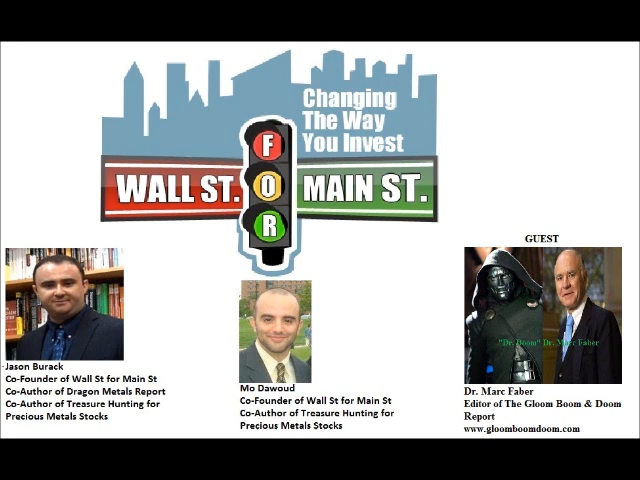 Changing
The Way
You Invest
WALL ST. FOR MAIN ST.
GUEST
"Dr. Doom" Dr. Marc Faber
Jason Burack
Co-Founder of Wall St for Main St
Co-Author of Dragon Metals Report
Co-Author of Treasure Hunting for
Precious Metals Stocks
Mo Dawoud
Co-Founder of Wall St for Main St
Co-Author of Treasure Hunting for
Precious Metals Stocks
Dr. Marc Faber
Editor of The Gloom Boom & Doom
Report
www.gloomboomdoom.com